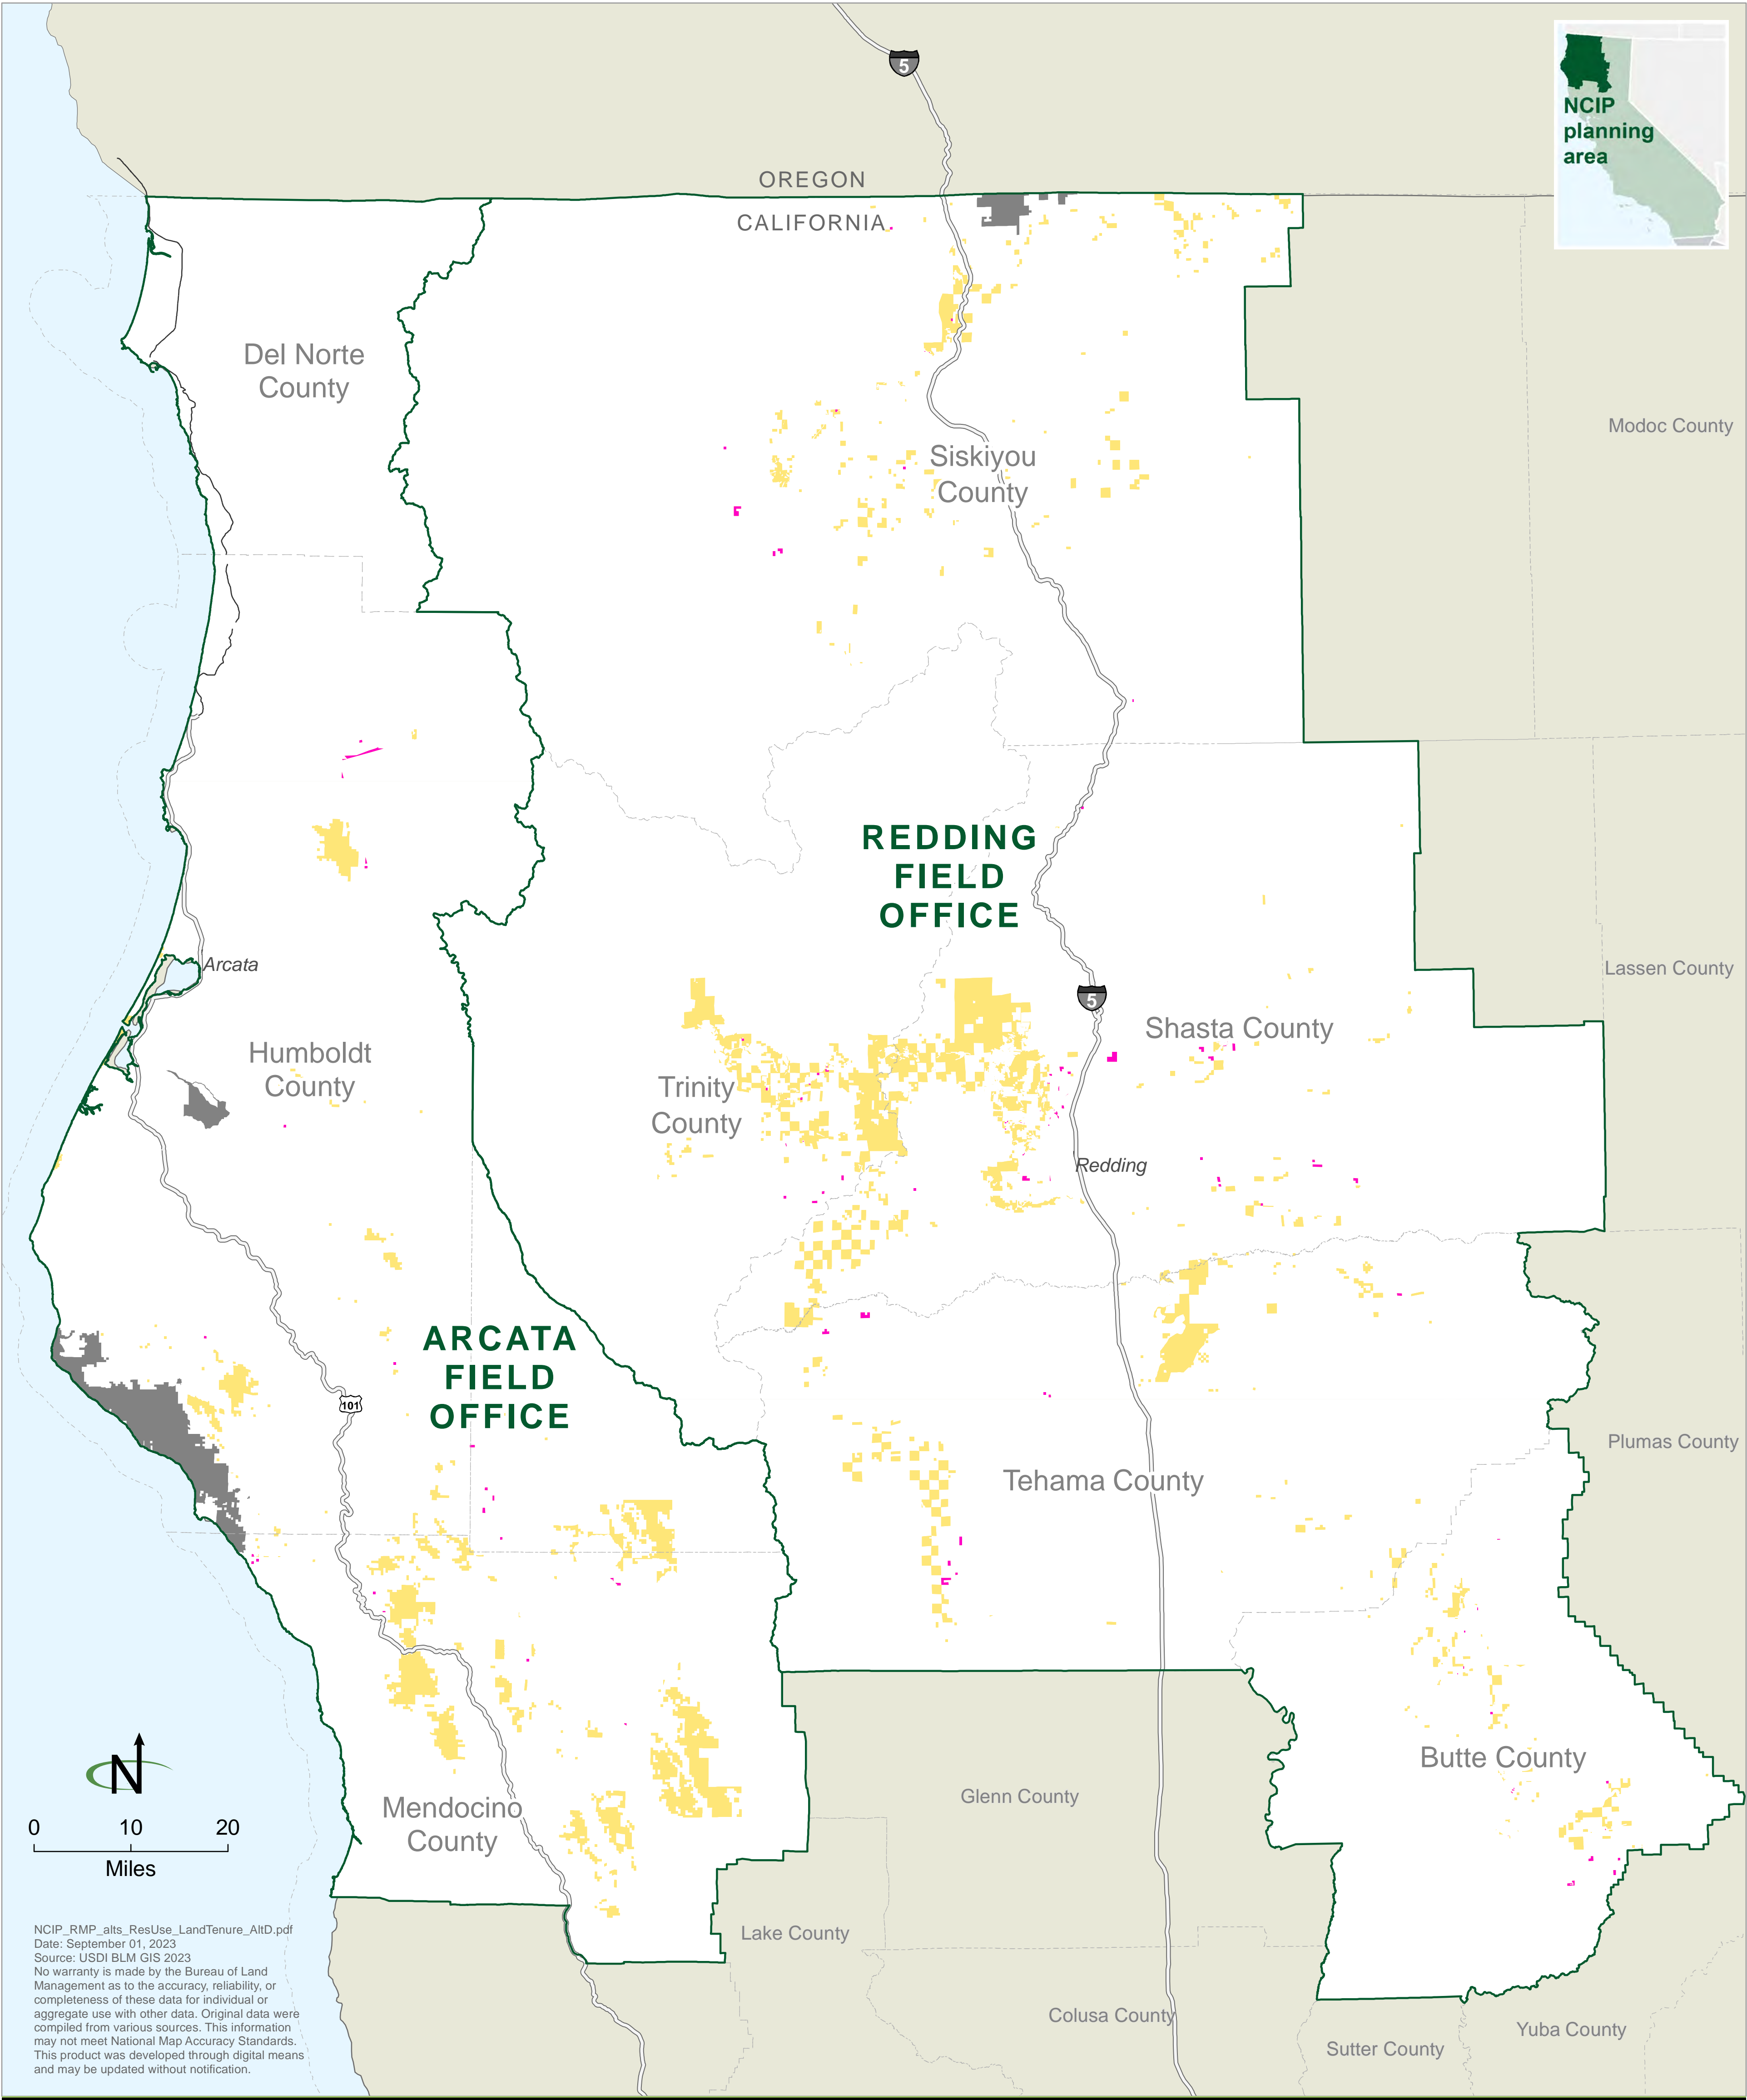 5
NCIP
planning
area
OREGON
CALIFORNIA
Del Norte
County
Modoc County
Siskiyou
County
REDDING
FIELD
OFFICE
Arcata
Lassen County
5
Shasta County
Humboldt
County
Trinity
County
Redding
ARCATA
FIELD
OFFICE
101
Plumas County
Tehama County
Butte County
N
Glenn County
Mendocino
County
0 10 20
Miles
NCIP_RMP_alts_ResUse_LandTenure_AltD.pdf
Date: September 01, 2023
Source: USDI BLM GIS 2023
No warranty is made by the Bureau of Land
Management as to the accuracy, reliability, or
completeness of these data for individual or
aggregate use with other data. Original data were
compiled from various sources. This information
may not meet National Map Accuracy Standards.
This product was developed through digital means
and may be updated without notification.
Lake County
Colusa County
Yuba County
Sutter County